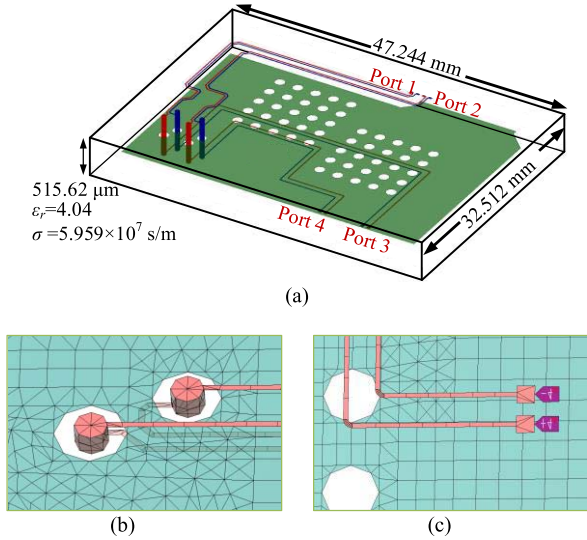 47.244 mm
Port 1
Port 2
32.512 mm
515.62 μm
εr=4.04
σ =5.959×10⁷ s/m
Port 4
Port 3
(a)
(b)
(c)